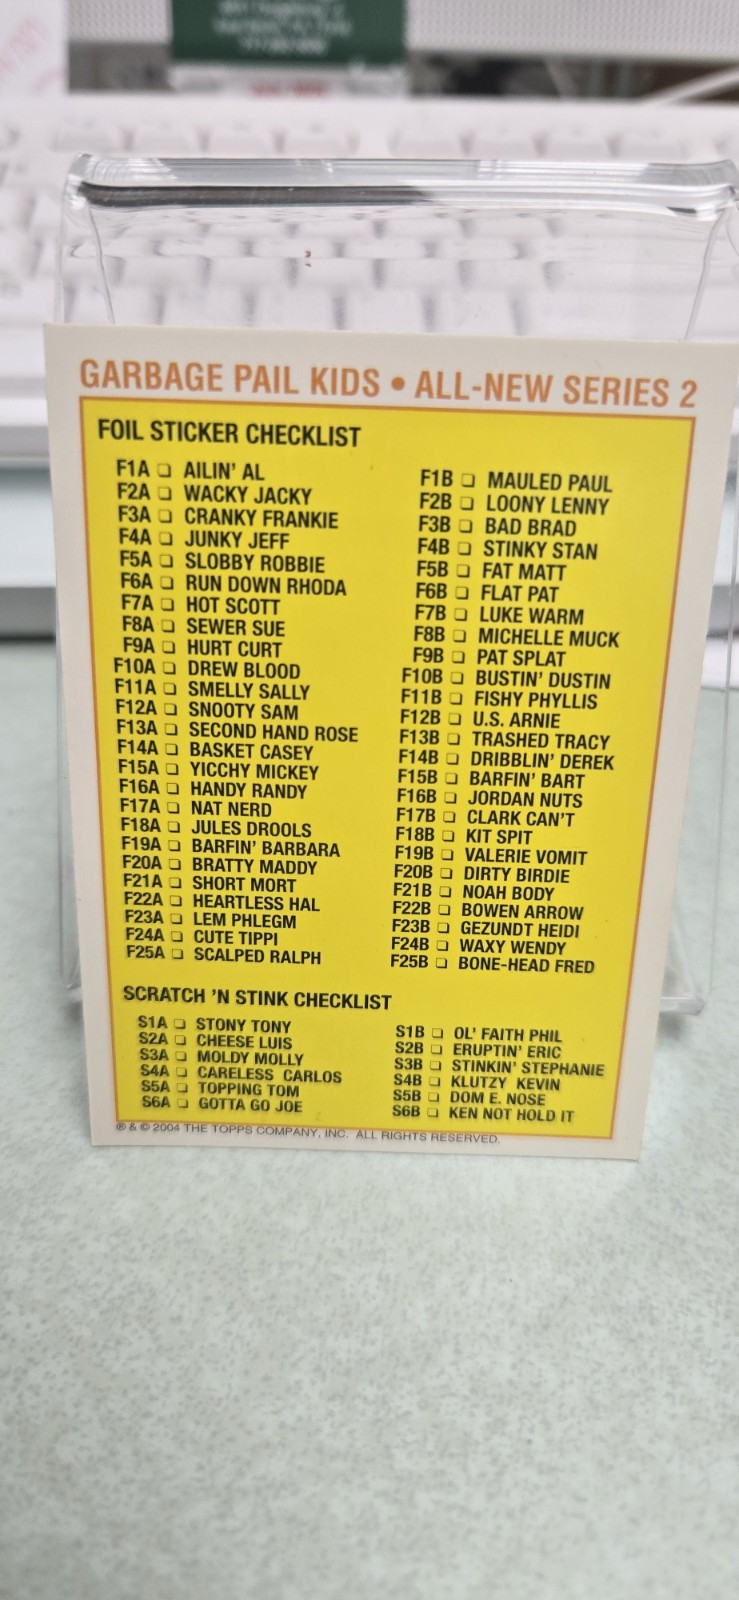 GARBAGE PAIL KIDS • ALL-NEW SERIES 2
FOIL STICKER CHECKLIST
F1A ❏ AILIN' AL
F2A ❏ WACKY JACKY
F3A ❏ CRANKY FRANKIE
F4A ❏ JUNKY JEFF
F5A ❏ SLOBBY ROBBIE
F6A ❏ RUN DOWN RHODA
F7A ❏ HOT SCOTT
F8A ❏ SEWER SUE
F9A ❏ HURT CURT
F10A ❏ DREW BLOOD
F11A ❏ SMELLY SALLY
F12A ❏ SNOOTY SAM
F13A ❏ SECOND HAND ROSE
F14A ❏ BASKET CASEY
F15A ❏ YICCHY MICKEY
F16A ❏ HANDY RANDY
F17A ❏ NAT NERD
F18A ❏ JULES DROOLS
F19A ❏ BARFIN' BARBARA
F20A ❏ BRATTY MADDY
F21A ❏ SHORT MORT
F22A ❏ HEARTLESS HAL
F23A ❏ LEM PHLEGM
F24A ❏ CUTE TIPPI
F25A ❏ SCALPED RALPH
F1B ❏ MAULED PAUL
F2B ❏ LOONY LENNY
F3B ❏ BAD BRAD
F4B ❏ STINKY STAN
F5B ❏ FAT MATT
F6B ❏ FLAT PAT
F7B ❏ LUKE WARM
F8B ❏ MICHELLE MUCK
F9B ❏ PAT SPLAT
F10B ❏ BUSTIN' DUSTIN
F11B ❏ FISHY PHYLLIS
F12B ❏ U.S. ARNIE
F13B ❏ TRASHED TRACY
F14B ❏ DRIBBLIN' DEREK
F15B ❏ BARFIN' BART
F16B ❏ JORDAN NUTS
F17B ❏ CLARK CAN'T
F18B ❏ KIT SPIT
F19B ❏ VALERIE VOMIT
F20B ❏ DIRTY BIRDIE
F21B ❏ NOAH BODY
F22B ❏ BOWEN ARROW
F23B ❏ GEZUNDT HEIDI
F24B ❏ WAXY WENDY
F25B ❏ BONE-HEAD FRED
SCRATCH 'N STINK CHECKLIST
S1A ❏ STONY TONY
S2A ❏ CHEESE LUIS
S3A ❏ MOLDY MOLLY
S4A ❏ CARELESS CARLOS
S5A ❏ TOPPING TOM
S6A ❏ GOTTA GO JOE
S1B ❏ OL' FAITH PHIL
S2B ❏ ERUPTIN' ERIC
S3B ❏ STINKIN' STEPHANIE
S4B ❏ KLUTZY KEVIN
S5B ❏ DOM E. NOSE
S6B ❏ KEN NOT HOLD IT
® & © 2004 THE TOPPS COMPANY, INC. ALL RIGHTS RESERVED.